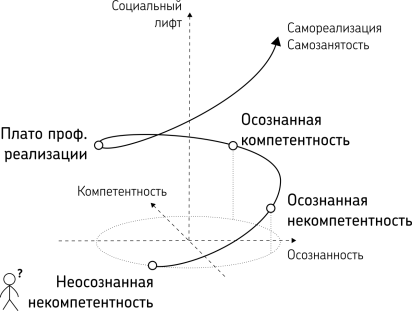 Социальный
лифт
Самореализация
Самозанятость
Осознанная
компетентность
Плато проф.
реализации
Компетентность
Осознанная
некомпетентность
Осознанность
?
Неосознанная
некомпетентность